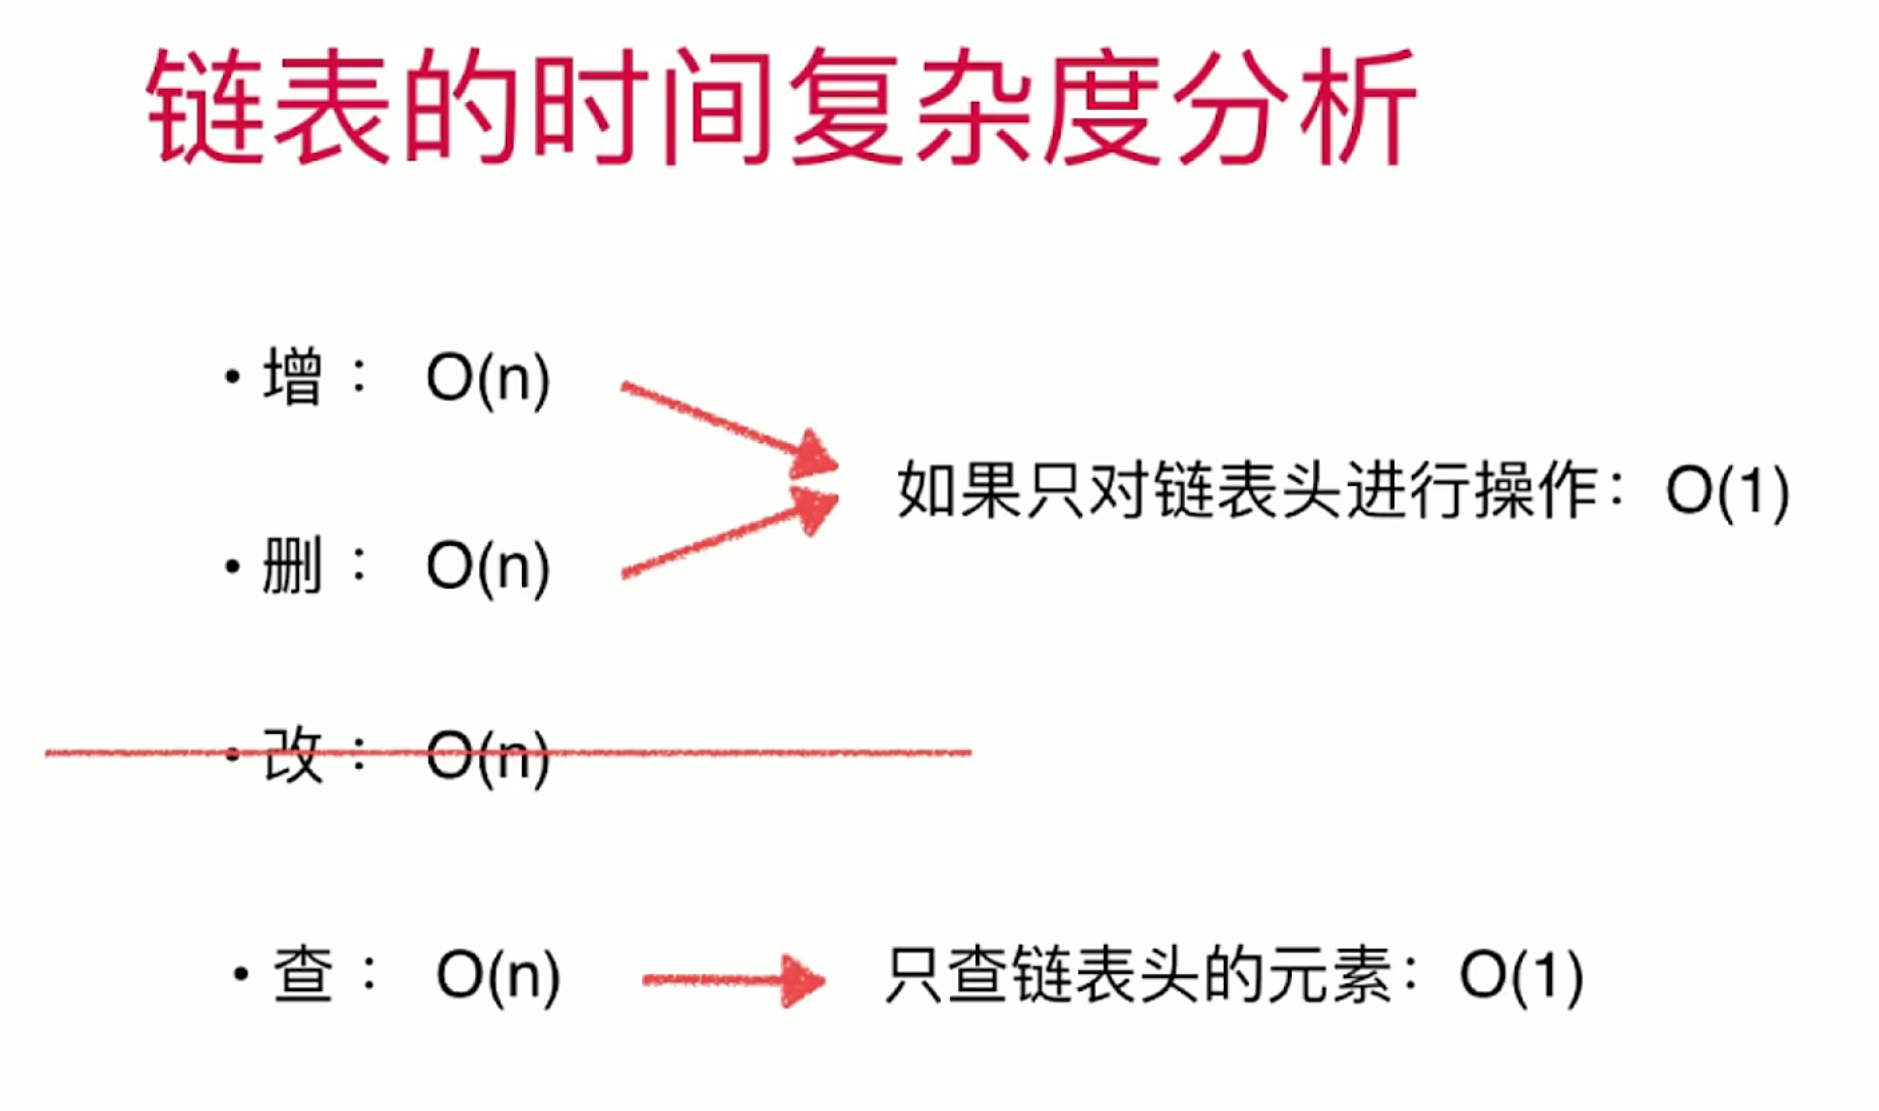 链表的时间复杂度分析
• 增： O(n)
如果只对链表头进行操作：O(1)
• 删： O(n)
• 改： O(n)
• 查： O(n)
只查链表头的元素：O(1)